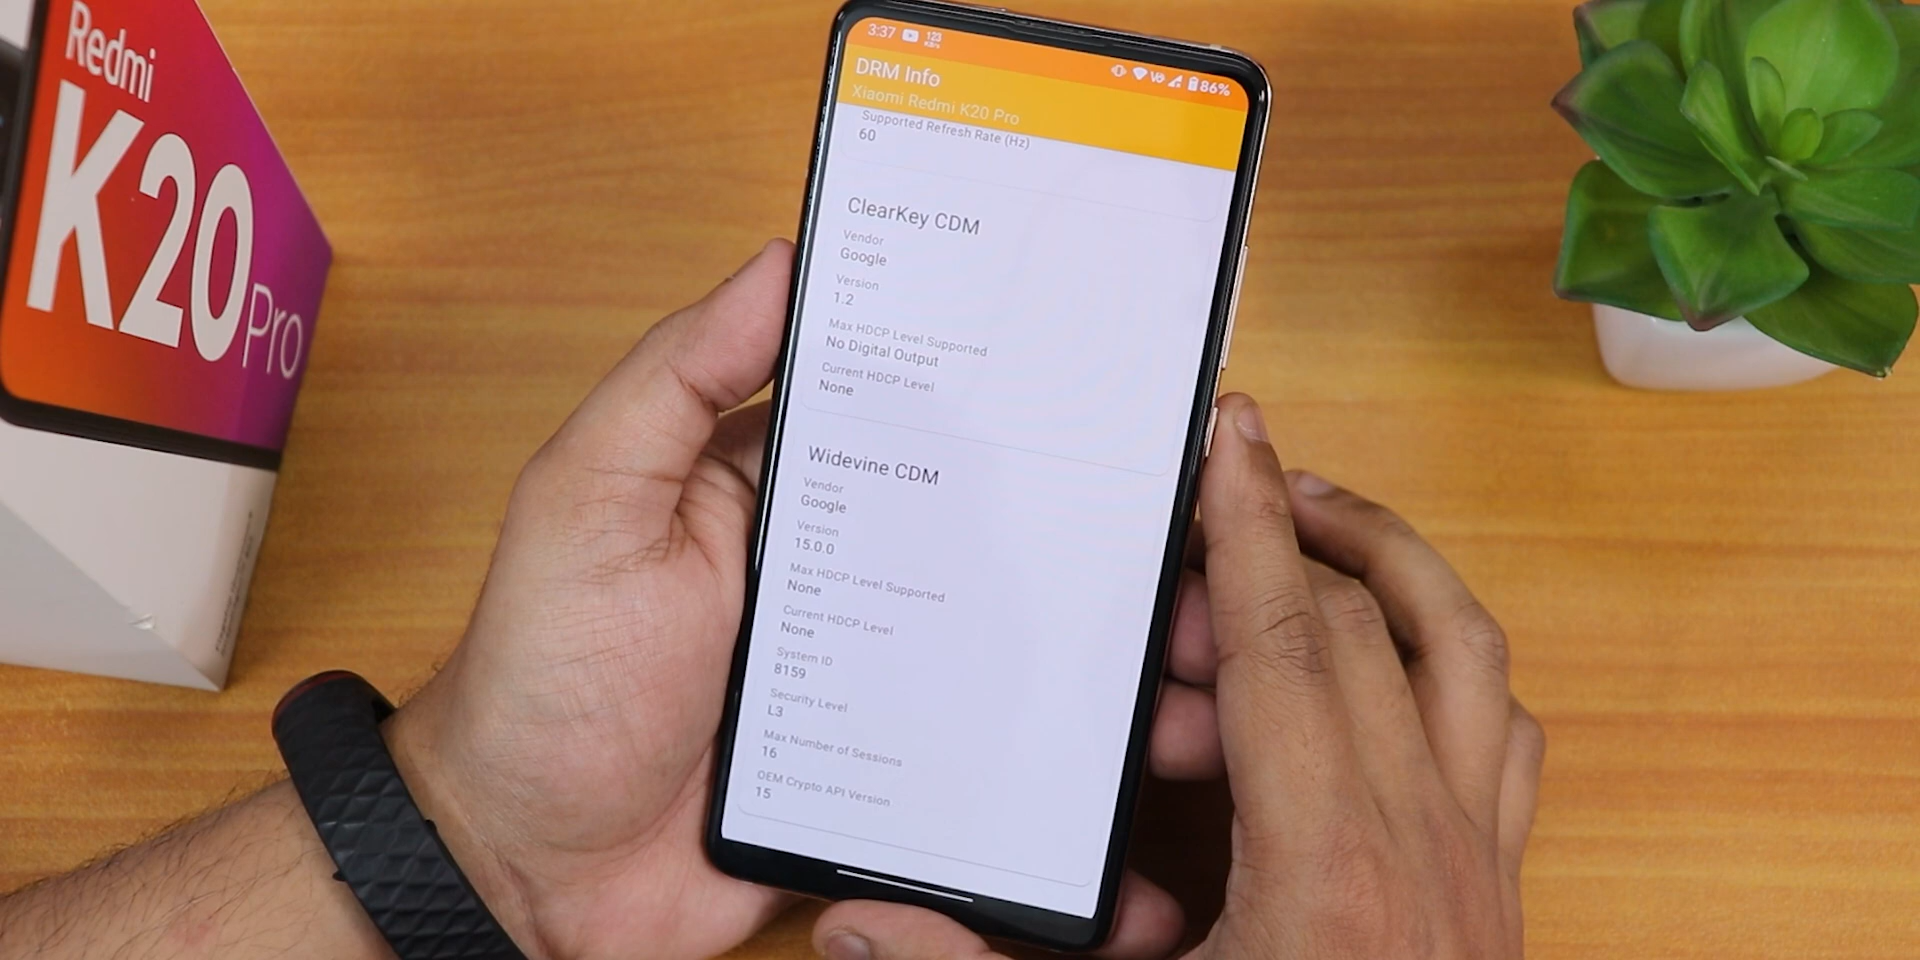 Redmi
K20 Pro
3:37 123 KB/s 86%
DRM Info
Xiaomi Redmi K20 Pro
Supported Refresh Rate (Hz)
60
ClearKey CDM
Vendor
Google
Version
1.2
Max HDCP Level Supported
No Digital Output
Current HDCP Level
None
Widevine CDM
Vendor
Google
Version
15.0.0
Max HDCP Level Supported
None
Current HDCP Level
None
System ID
8159
Security Level
L3
Max Number of Sessions
16
OEM Crypto API Version
15